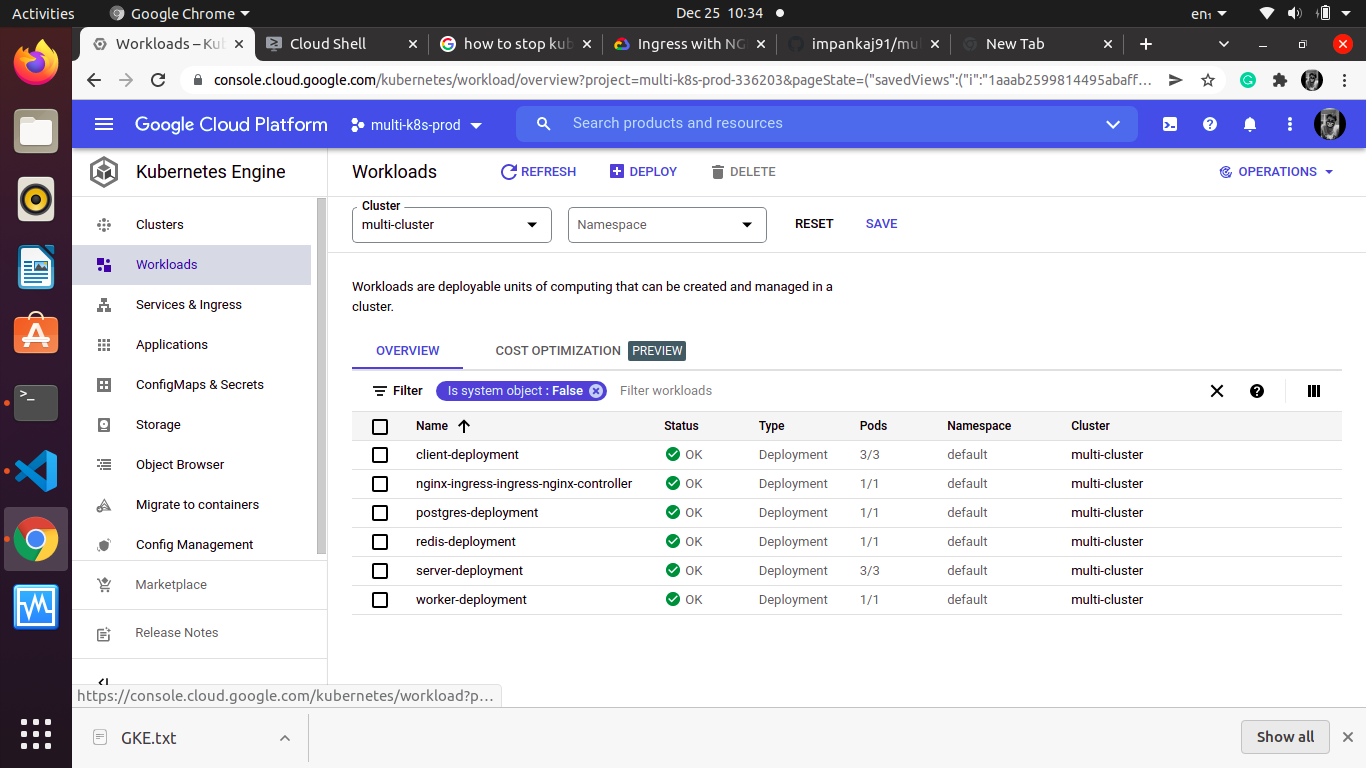 Activities Google Chrome Dec 25 10:34 en₁
Workloads – Kub Cloud Shell how to stop kub Ingress with NG impankaj91/mul New Tab
console.cloud.google.com/kubernetes/workload/overview?project=multi-k8s-prod-336203&pageState=("savedViews":("i":"1aaab2599814495abaff...
Google Cloud Platform multi-k8s-prod Search products and resources
Kubernetes Engine Workloads REFRESH DEPLOY DELETE OPERATIONS
Clusters
Workloads
Services & Ingress
Applications
ConfigMaps & Secrets
Storage
Object Browser
Migrate to containers
Config Management
Marketplace
Release Notes
Cluster
multi-cluster Namespace RESET SAVE
Workloads are deployable units of computing that can be created and managed in a
cluster.
OVERVIEW COST OPTIMIZATION PREVIEW
Filter Is system object : False Filter workloads
Name Status Type Pods Namespace Cluster
client-deployment OK Deployment 3/3 default multi-cluster
nginx-ingress-ingress-nginx-controller OK Deployment 1/1 default multi-cluster
postgres-deployment OK Deployment 1/1 default multi-cluster
redis-deployment OK Deployment 1/1 default multi-cluster
server-deployment OK Deployment 3/3 default multi-cluster
worker-deployment OK Deployment 1/1 default multi-cluster
https://console.cloud.google.com/kubernetes/workload?p...
GKE.txt Show all